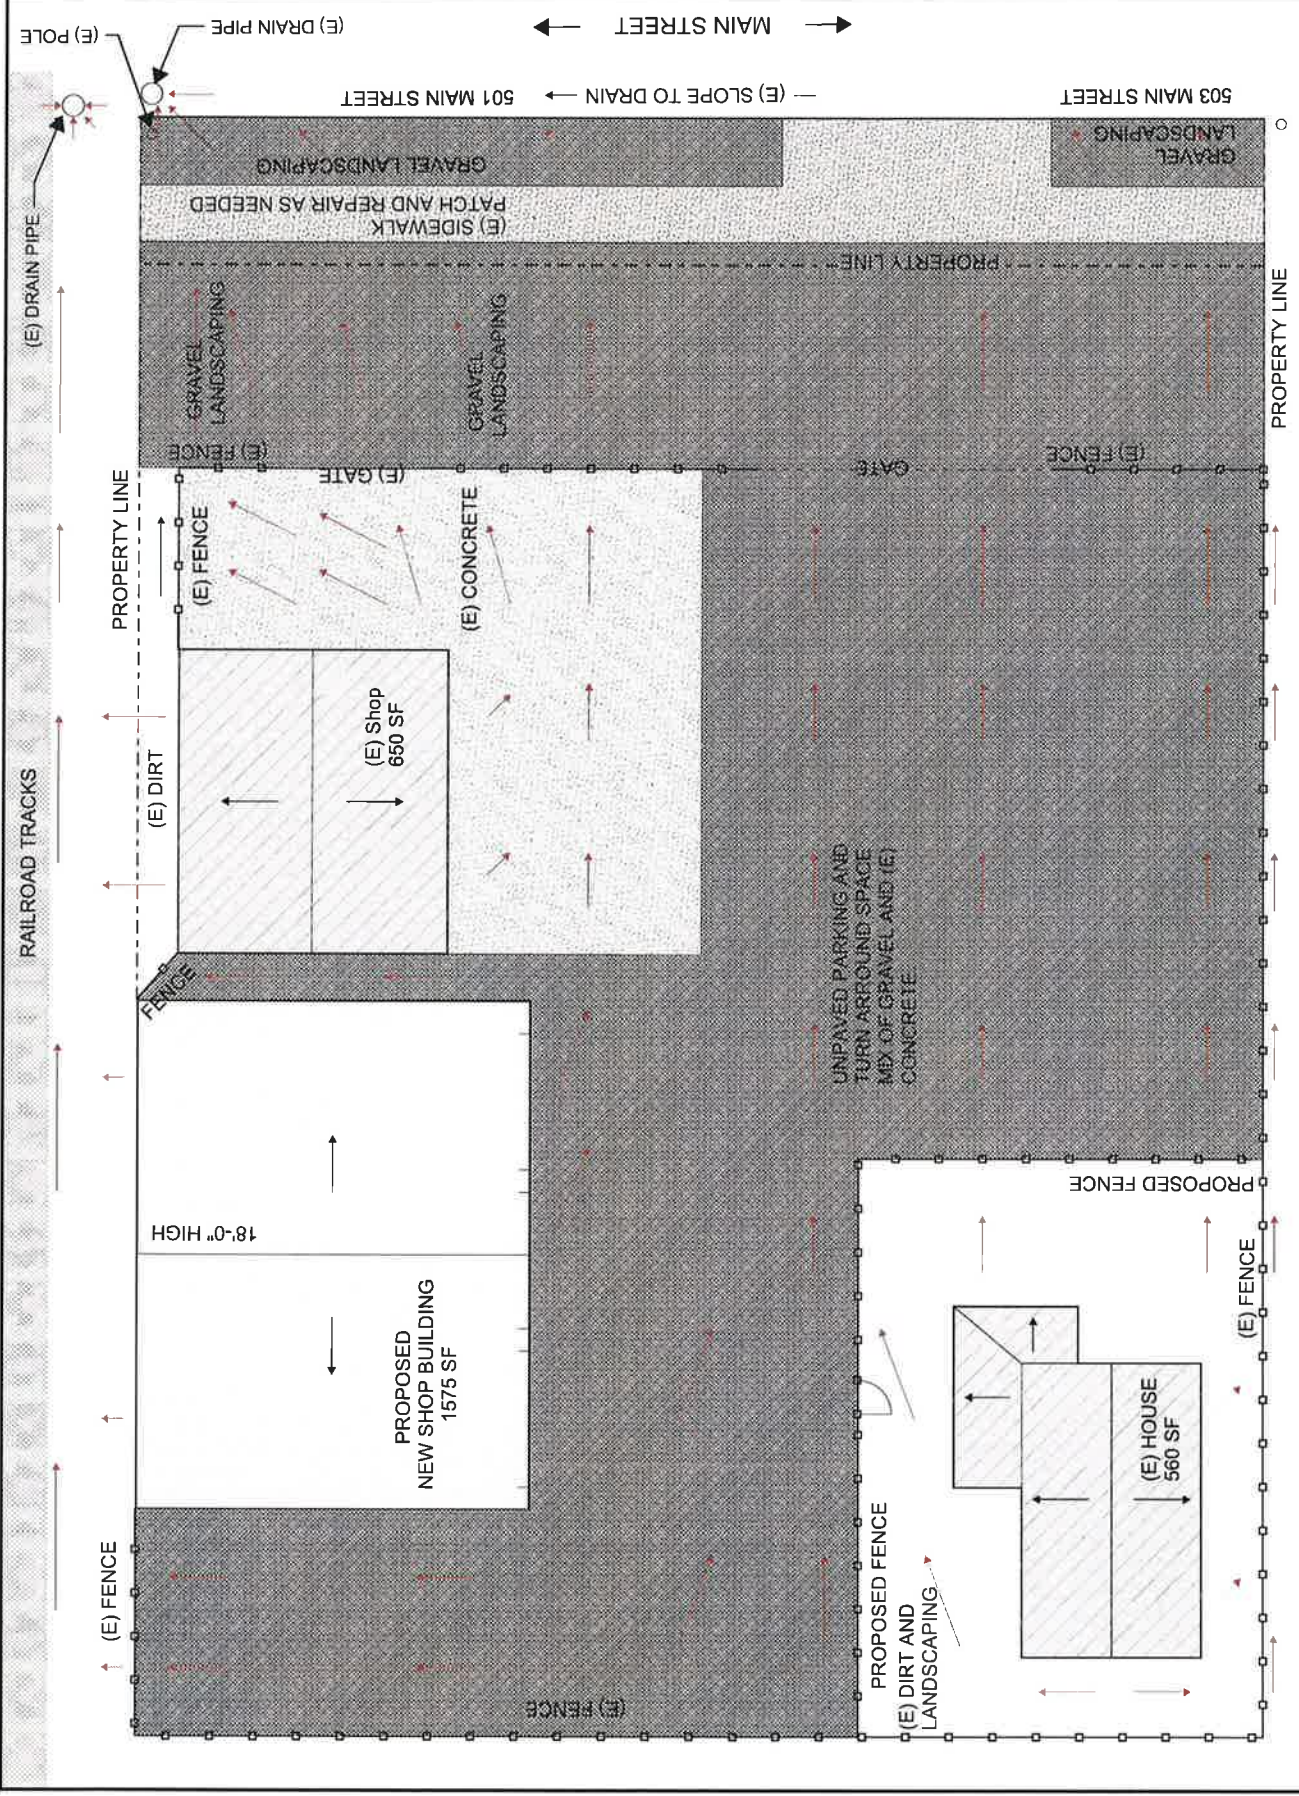 (E) POLE
(E) DRAIN PIPE
MAIN STREET
(E) DRAIN PIPE
501 MAIN STREET
(E) SLOPE TO DRAIN
503 MAIN STREET
GRAVEL LANDSCAPING
GRAVEL
LANDSCAPING
(E) SIDEWALK
PATCH AND REPAIR AS NEEDED
PROPERTY LINE
GRAVEL
LANDSCAPING
GRAVEL
LANDSCAPING
PROPERTY LINE
PROPERTY LINE
(E) FENCE
(E) GATE
GATE
(E) FENCE
(E) FENCE
(E) CONCRETE
RAILROAD TRACKS
(E) DIRT
(E) Shop
650 SF
FENCE
UNPAVED PARKING AND
TURN ARROUND SPACE
MIX OF GRAVEL AND (E)
CONCRETE
18'-0" HIGH
PROPOSED
NEW SHOP BUILDING
1575 SF
PROPOSED FENCE
(E) FENCE
(E) HOUSE
560 SF
(E) FENCE
PROPOSED FENCE
(E) DIRT AND
LANDSCAPING
(E) FENCE